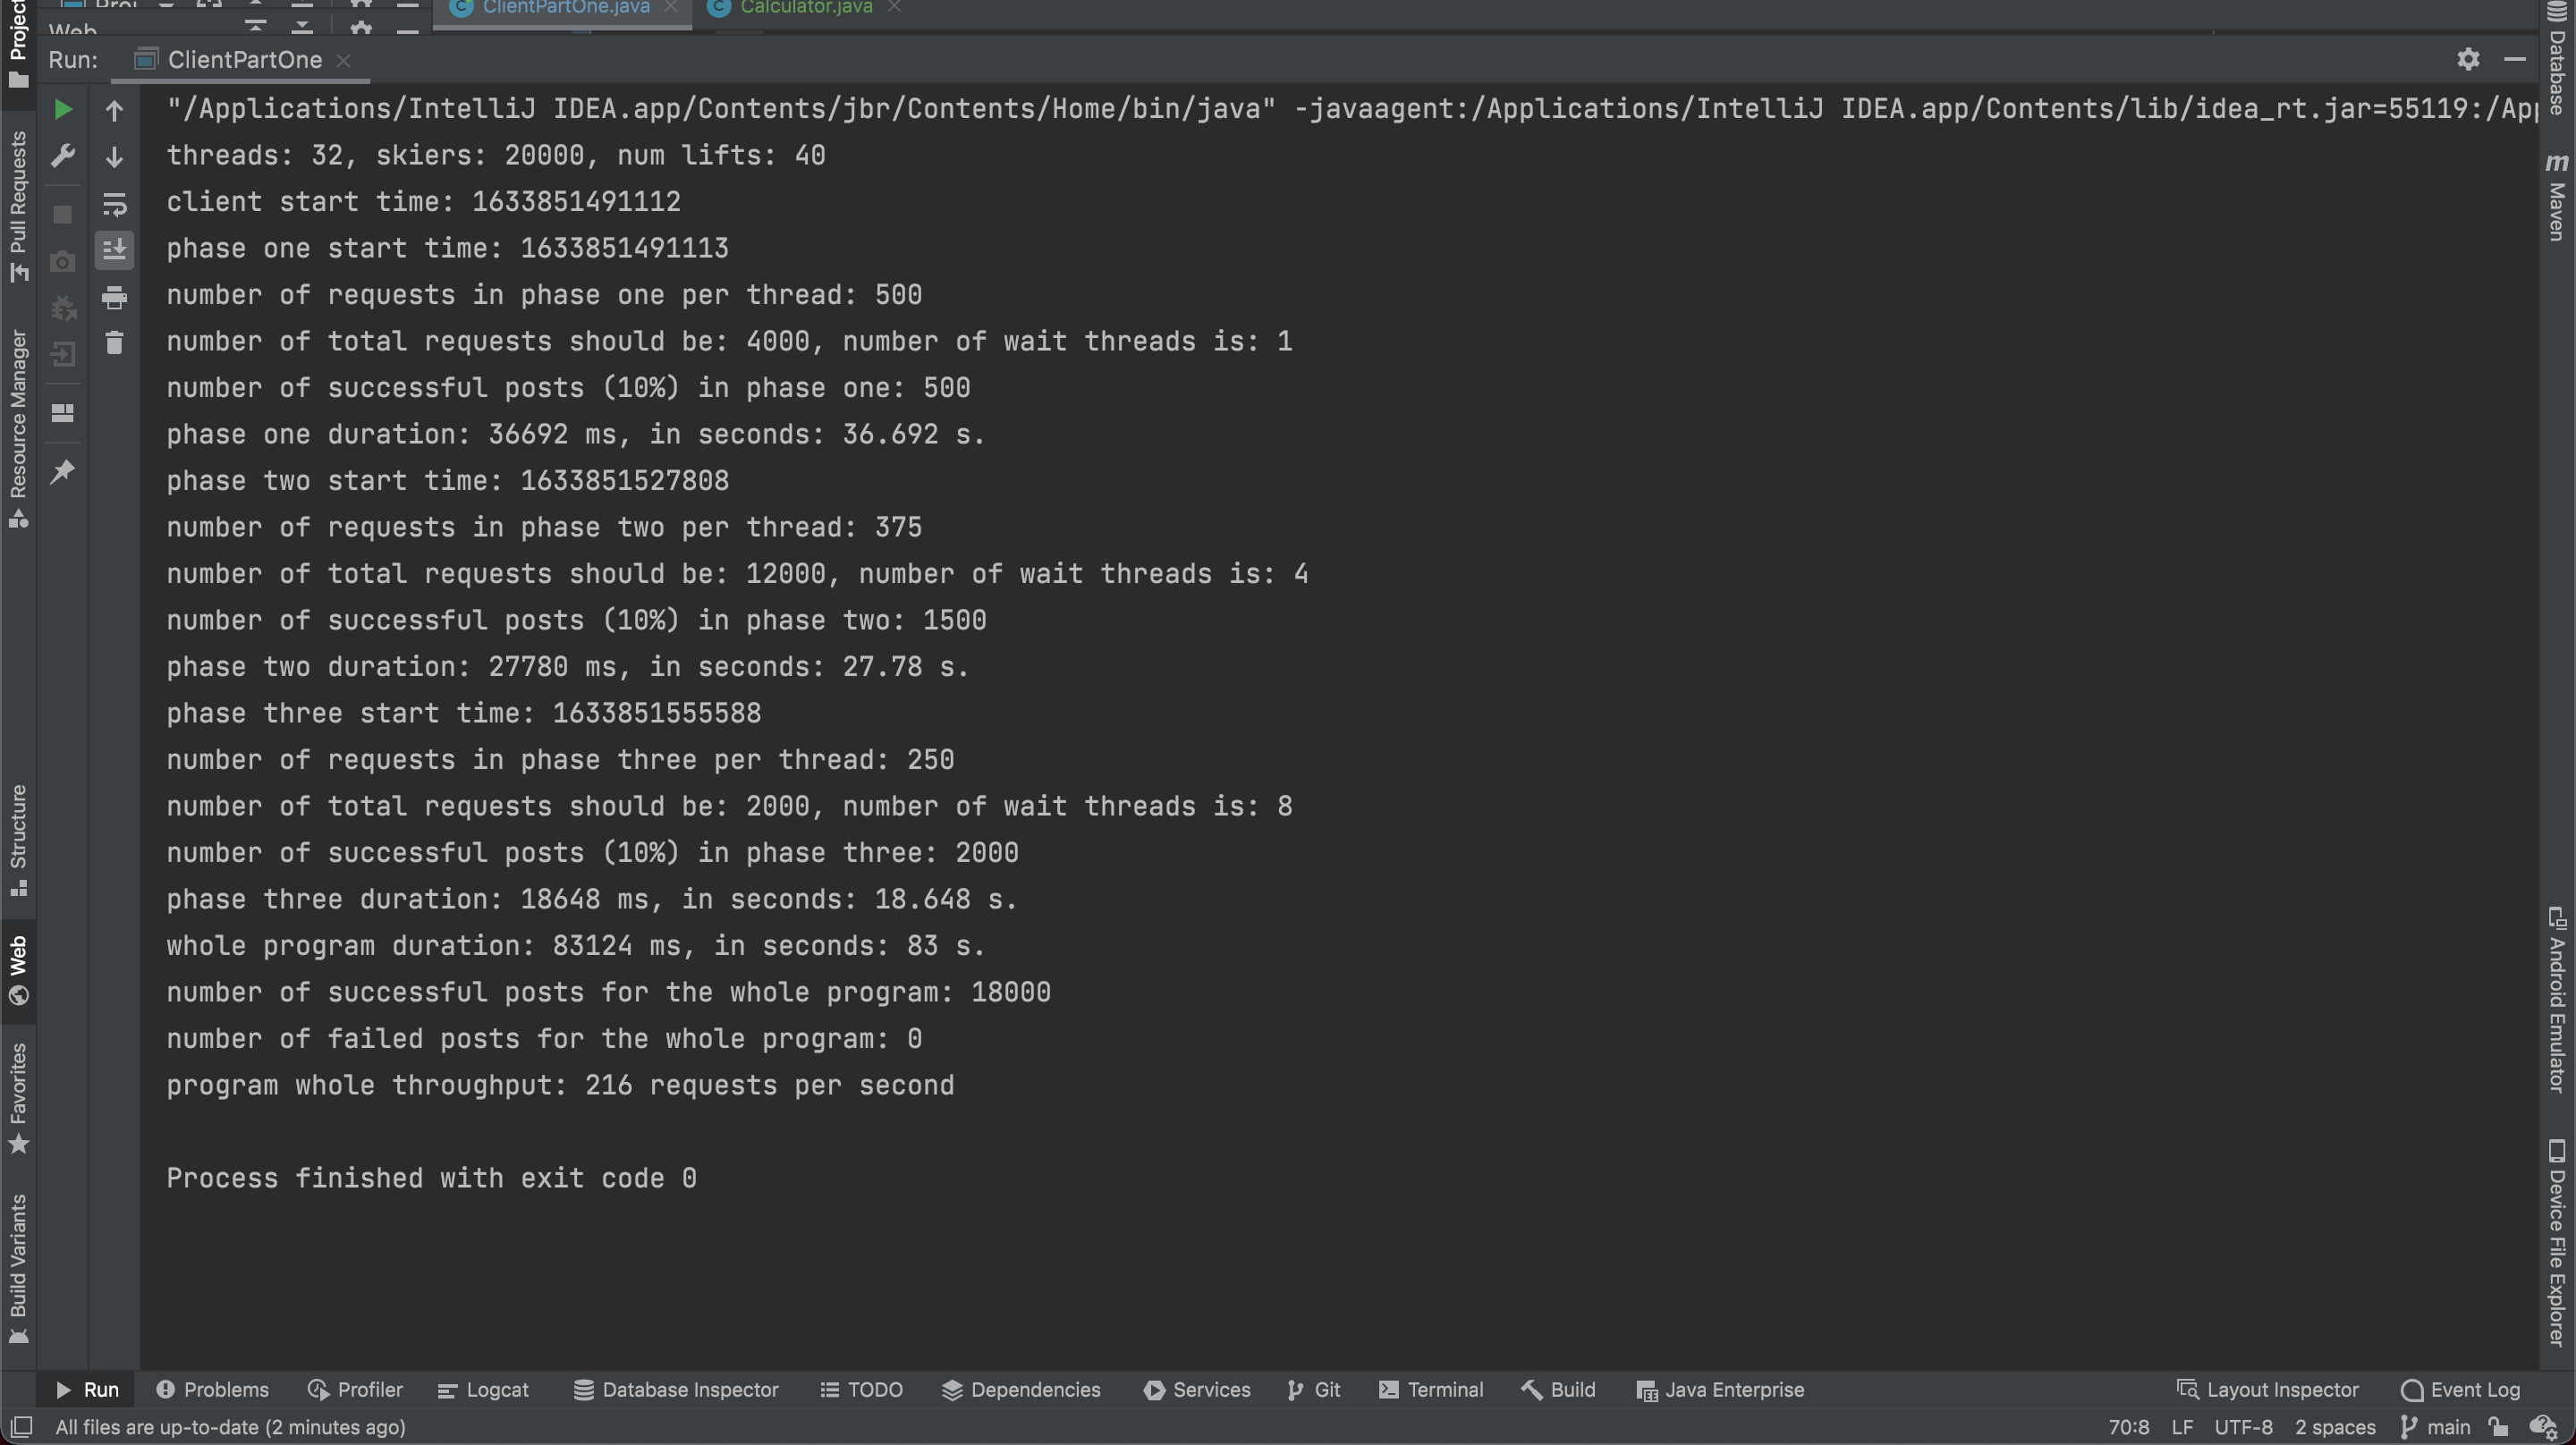 ClientPartOne.java
Calculator.java
Web
Run:
ClientPartOne
"/Applications/IntelliJ IDEA.app/Contents/jbr/Contents/Home/bin/java" -javaagent:/Applications/IntelliJ IDEA.app/Contents/lib/idea_rt.jar=55119:/App
threads: 32, skiers: 20000, num lifts: 40
client start time: 1633851491112
phase one start time: 1633851491113
number of requests in phase one per thread: 500
number of total requests should be: 4000, number of wait threads is: 1
number of successful posts (10%) in phase one: 500
phase one duration: 36692 ms, in seconds: 36.692 s.
phase two start time: 1633851527808
number of requests in phase two per thread: 375
number of total requests should be: 12000, number of wait threads is: 4
number of successful posts (10%) in phase two: 1500
phase two duration: 27780 ms, in seconds: 27.78 s.
phase three start time: 1633851555588
number of requests in phase three per thread: 250
number of total requests should be: 2000, number of wait threads is: 8
number of successful posts (10%) in phase three: 2000
phase three duration: 18648 ms, in seconds: 18.648 s.
whole program duration: 83124 ms, in seconds: 83 s.
number of successful posts for the whole program: 18000
number of failed posts for the whole program: 0
program whole throughput: 216 requests per second
Process finished with exit code 0
Project
Pull Requests
Resource Manager
Structure
Web
Favorites
Build Variants
Database
m Maven
Android Emulator
Device File Explorer
Run
Problems
Profiler
Logcat
Database Inspector
TODO
Dependencies
Services
Git
Terminal
Build
Java Enterprise
Layout Inspector
Event Log
All files are up-to-date (2 minutes ago)
70:8
LF
UTF-8
2 spaces
main